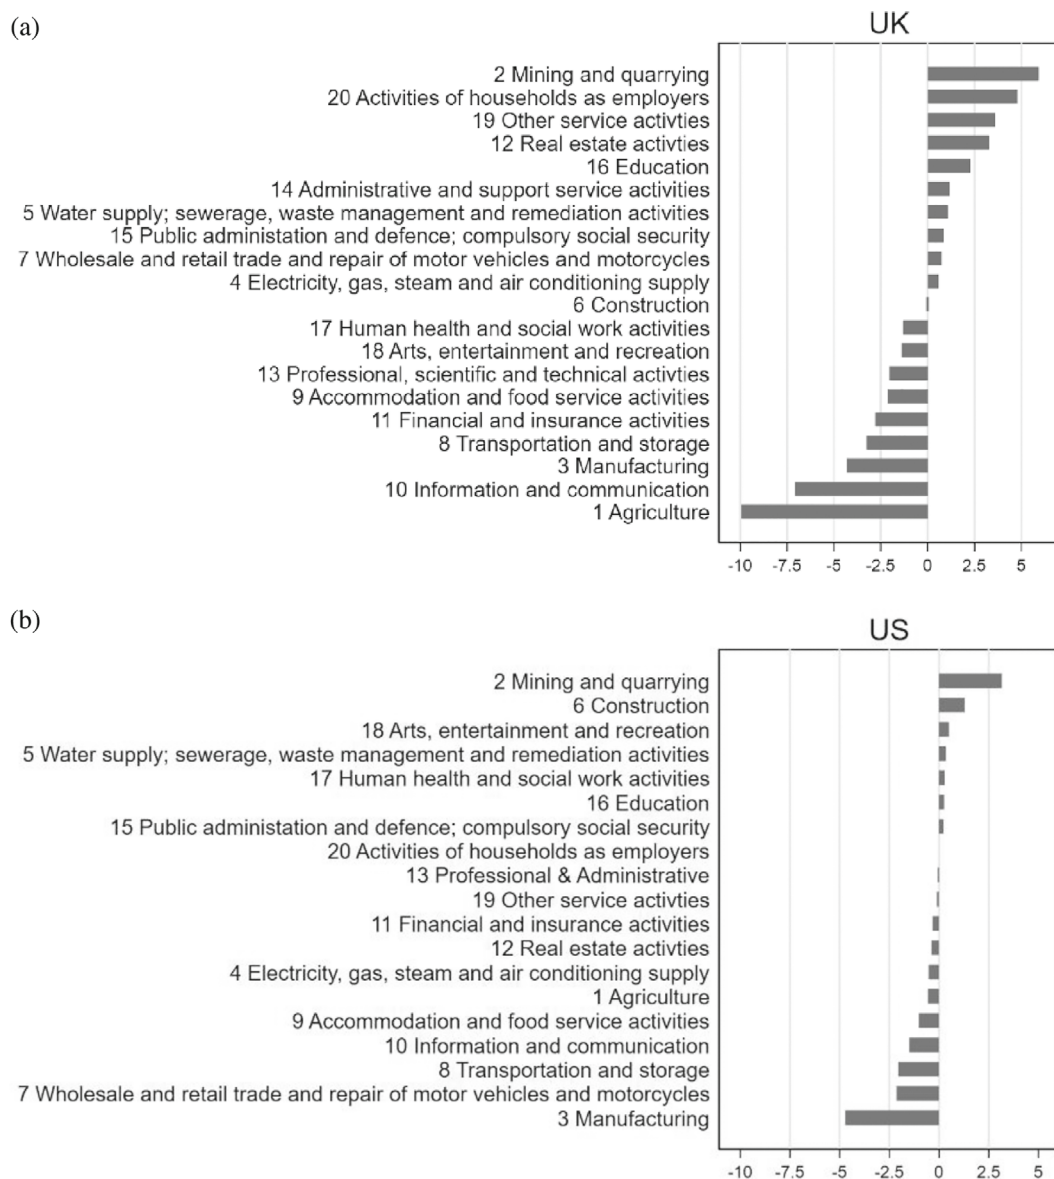 (a)
UK
2 Mining and quarrying
20 Activities of households as employers
19 Other service activties
12 Real estate activties
16 Education
14 Administrative and support service activities
5 Water supply; sewerage, waste management and remediation activities
15 Public administation and defence; compulsory social security
7 Wholesale and retail trade and repair of motor vehicles and motorcycles
4 Electricity, gas, steam and air conditioning supply
6 Construction
17 Human health and social work activities
18 Arts, entertainment and recreation
13 Professional, scientific and technical activties
9 Accommodation and food service activities
11 Financial and insurance activities
8 Transportation and storage
3 Manufacturing
10 Information and communication
1 Agriculture
-10 -7.5 -5 -2.5 0 2.5 5
(b)
US
2 Mining and quarrying
6 Construction
18 Arts, entertainment and recreation
5 Water supply; sewerage, waste management and remediation activities
17 Human health and social work activities
16 Education
15 Public administation and defence; compulsory social security
20 Activities of households as employers
13 Professional & Administrative
19 Other service activties
11 Financial and insurance activities
12 Real estate activties
4 Electricity, gas, steam and air conditioning supply
1 Agriculture
9 Accommodation and food service activities
10 Information and communication
8 Transportation and storage
7 Wholesale and retail trade and repair of motor vehicles and motorcycles
3 Manufacturing
-10 -7.5 -5 -2.5 0 2.5 5